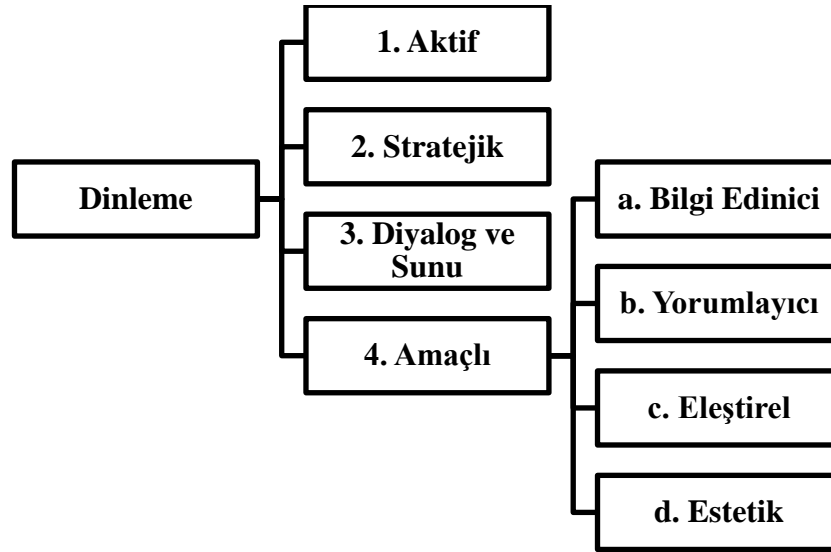 Dinleme
1. Aktif
2. Stratejik
3. Diyalog ve
Sunu
4. Amaçlı
a. Bilgi Edinici
b. Yorumlayıcı
c. Eleştirel
d. Estetik